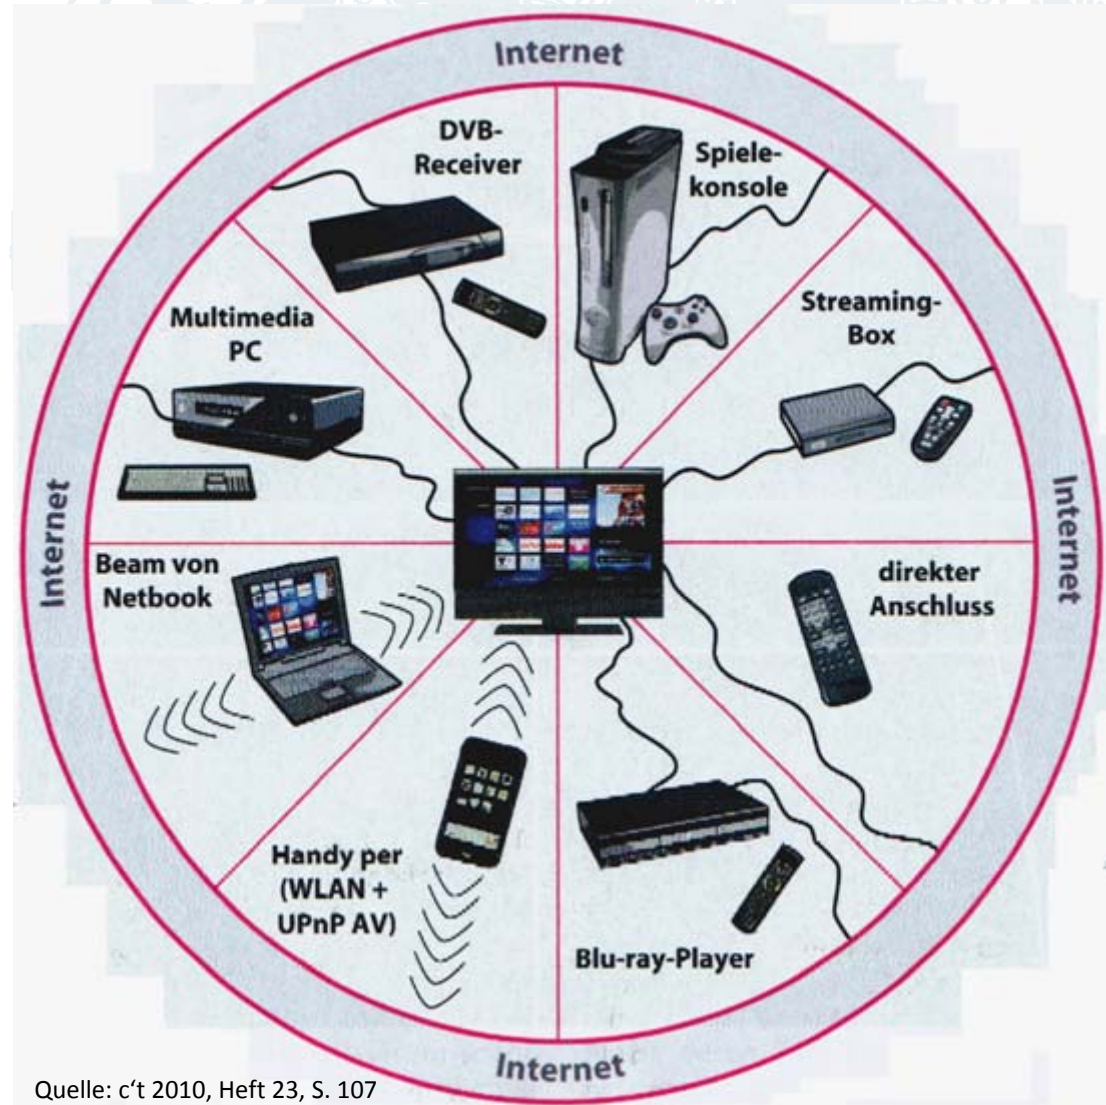 Internet
DVB-
Receiver
Spiele-
konsole
Streaming-
Box
Multimedia
PC
Internet
Internet
Beam von
Netbook
direkter
Anschluss
Handy per
(WLAN +
UPnP AV)
Blu-ray-Player
Internet
Quelle: c‘t 2010, Heft 23, S. 107